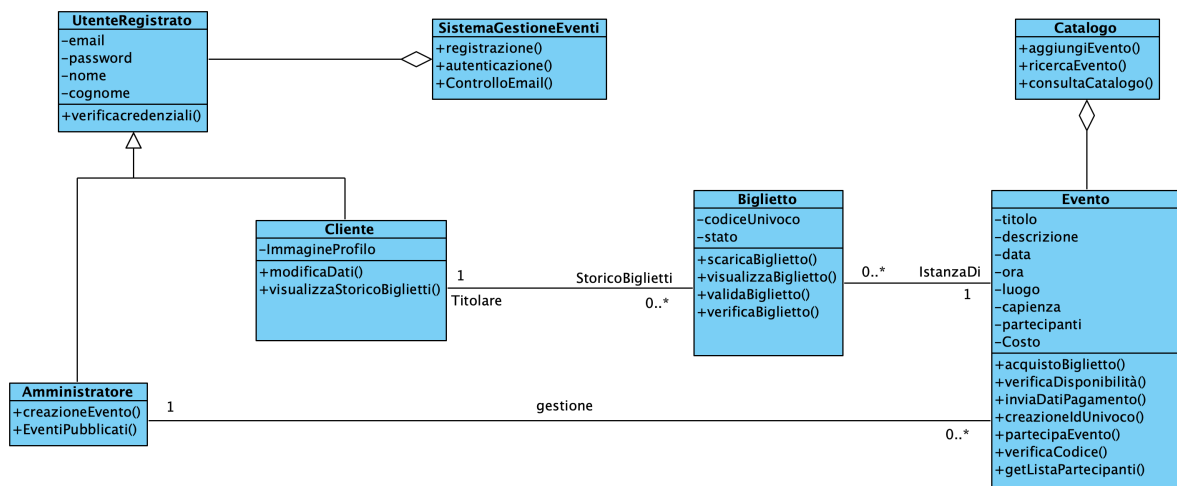 UtenteRegistrato
-email
-password
-nome
-cognome
+verificacredenziali()
SistemaGestioneEventi
+registrazione()
+autenticazione()
+ControlloEmail()
Catalogo
+aggiungiEvento()
+ricercaEvento()
+consultaCatalogo()
Cliente
-ImmagineProfilo
+modificaDati()
+visualizzaStoricoBiglietti()
1
Titolare
StoricoBiglietti
0..*
Biglietto
-codiceUnivoco
-stato
+scaricaBiglietto()
+visualizzaBiglietto()
+validaBiglietto()
+verificaBiglietto()
0..*
IstanzaDi
1
Evento
-titolo
-descrizione
-data
-ora
-luogo
-capienza
-partecipanti
-Costo
+acquistoBiglietto()
+verificaDisponibilità()
+inviaDatiPagamento()
+creazioneIdUnivoco()
+partecipaEvento()
+verificaCodice()
+getListaPartecipanti()
Amministratore
+creazioneEvento()
+EventiPubblicati()
1
gestione
0..*